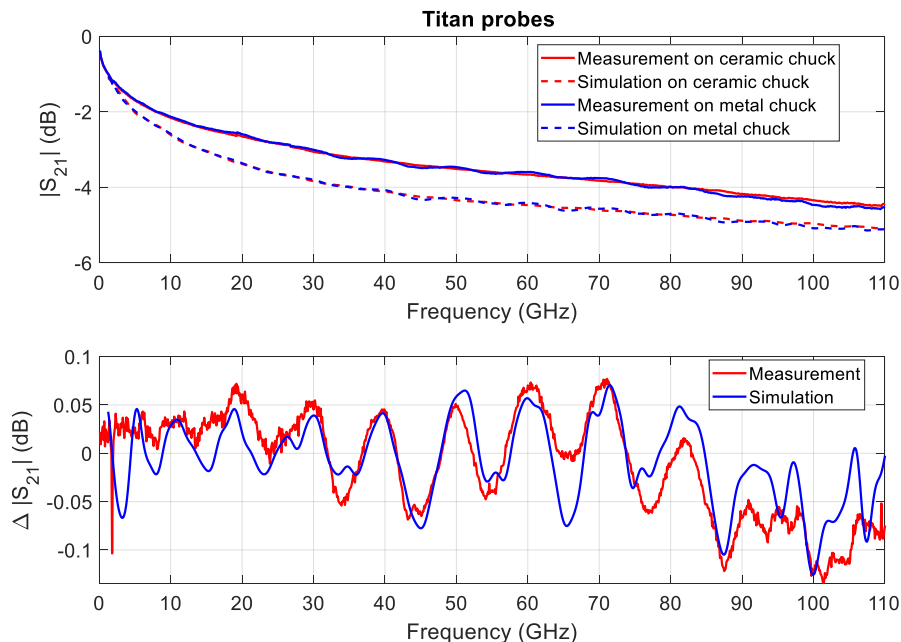 Titan probes
|S21| (dB)
0
-2
-4
-6
Measurement on ceramic chuck
Simulation on ceramic chuck
Measurement on metal chuck
Simulation on metal chuck
0 10 20 30 40 50 60 70 80 90 100 110
Frequency (GHz)
Δ |S21| (dB)
0.1
0.05
0
-0.05
-0.1
Measurement
Simulation
0 10 20 30 40 50 60 70 80 90 100 110
Frequency (GHz)